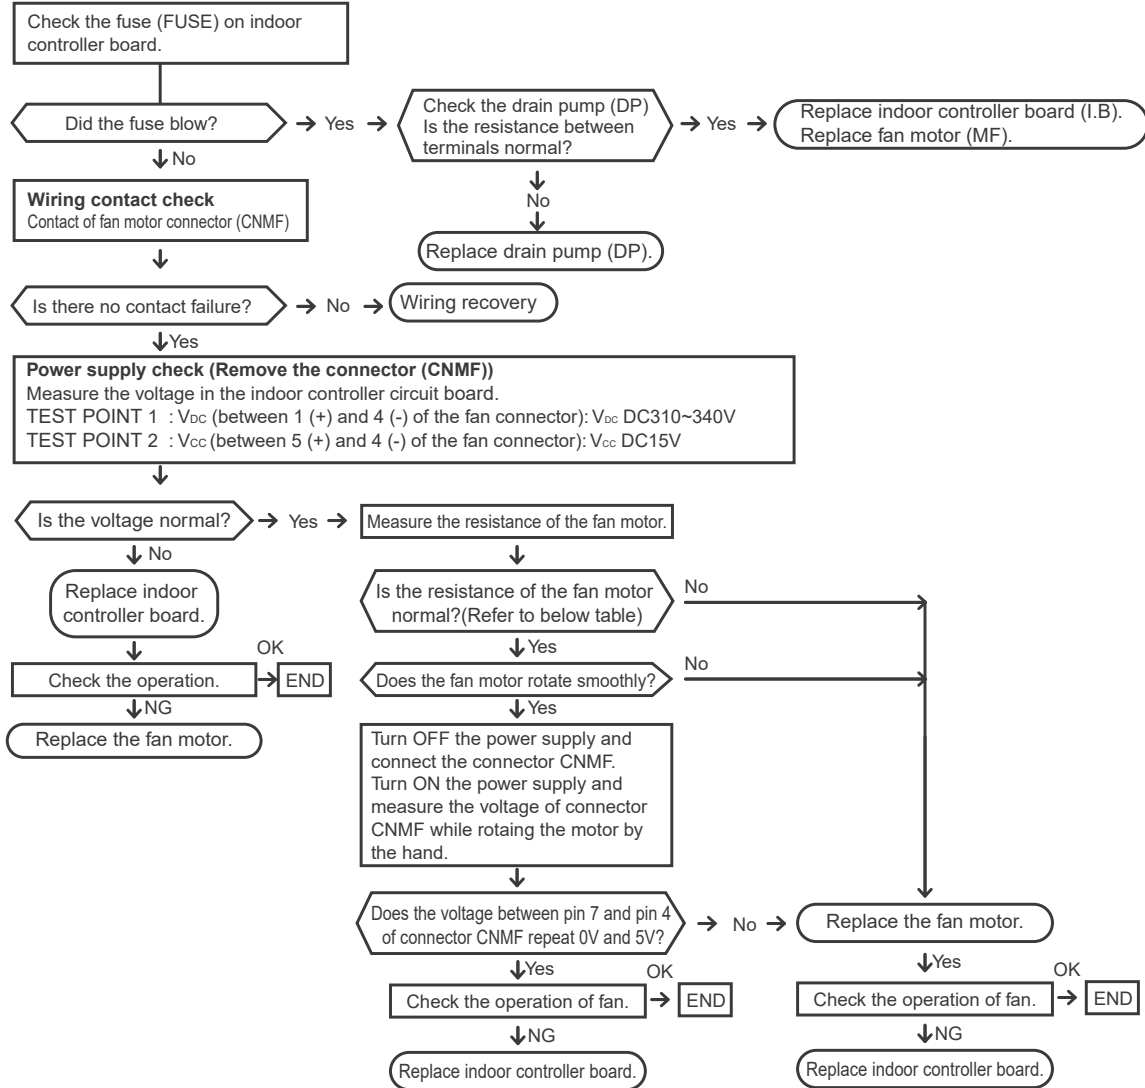 Check the fuse (FUSE) on indoor
controller board.
Did the fuse blow?
Yes
Check the drain pump (DP)
Is the resistance between
terminals normal?
Yes
Replace indoor controller board (I.B).
Replace fan motor (MF).
No
No
Replace drain pump (DP).
Wiring contact check
Contact of fan motor connector (CNMF)
Is there no contact failure?
No
Wiring recovery
Yes
Power supply check (Remove the connector (CNMF))
Measure the voltage in the indoor controller circuit board.
TEST POINT 1 : VDC (between 1 (+) and 4 (-) of the fan connector): VDC DC310~340V
TEST POINT 2 : VCC (between 5 (+) and 4 (-) of the fan connector): VCC DC15V
Is the voltage normal?
Yes
Measure the resistance of the fan motor.
No
Replace indoor
controller board.
OK
Check the operation.
END
NG
Replace the fan motor.
Is the resistance of the fan motor
normal?(Refer to below table)
No
Yes
Does the fan motor rotate smoothly?
No
Yes
Turn OFF the power supply and
connect the connector CNMF.
Turn ON the power supply and
measure the voltage of connector
CNMF while rotaing the motor by
the hand.
Does the voltage between pin 7 and pin 4
of connector CNMF repeat 0V and 5V?
No
Replace the fan motor.
Yes
OK
Check the operation of fan.
END
NG
Replace indoor controller board.
Yes
OK
Check the operation of fan.
END
NG
Replace indoor controller board.